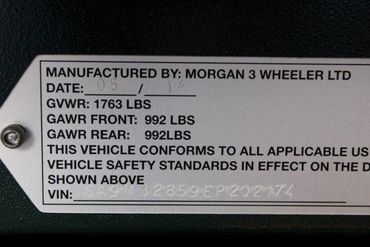 MANUFACTURED BY: MORGAN 3 WHEELER LTD
DATE: 05 / 14
GVWR: 1763 LBS
GAWR FRONT: 992 LBS
GAWR REAR: 992LBS
THIS VEHICLE CONFORMS TO ALL APPLICABLE US
VEHICLE SAFETY STANDARDS IN EFFECT ON THE D
SHOWN ABOVE
VIN: